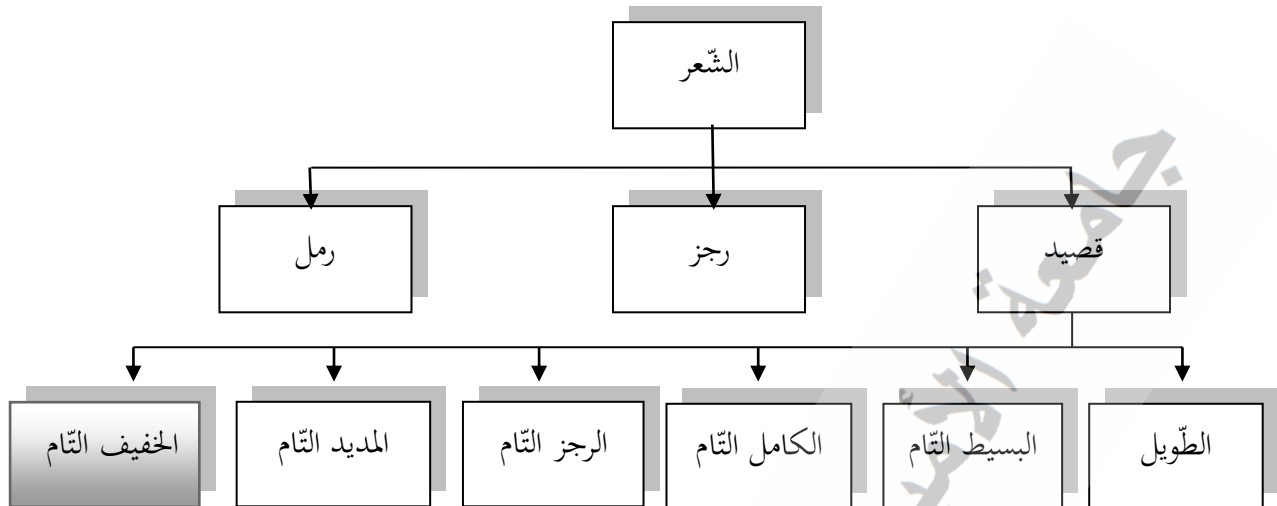 الشّعر
قصيد
رجز
رمل
الطّويل
البسيط التّام
الكامل التّام
الرجز التّام
المديد التّام
الخفيف التّام
جامعة